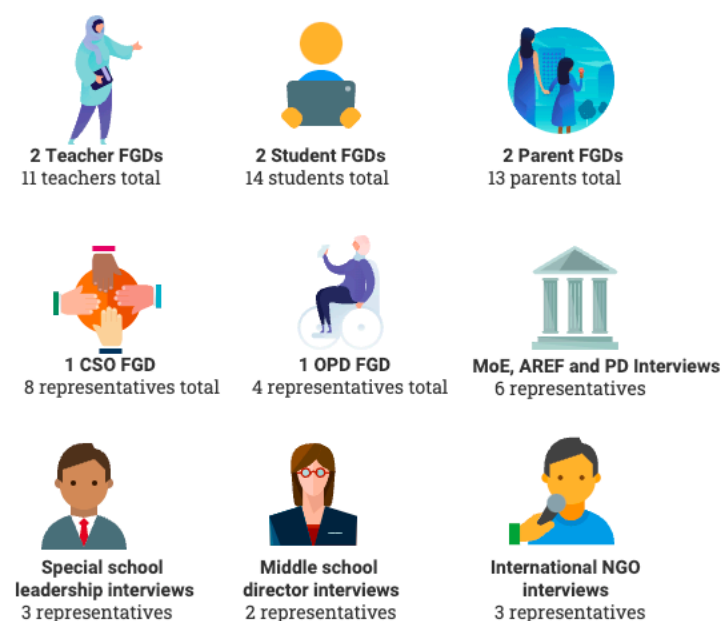 2 Teacher FGDs
11 teachers total
2 Student FGDs
14 students total
2 Parent FGDs
13 parents total
1 CSO FGD
8 representatives total
1 OPD FGD
4 representatives total
MoE, AREF and PD Interviews
6 representatives
Special school
leadership interviews
3 representatives
Middle school
director interviews
2 representatives
International NGO
interviews
3 representatives